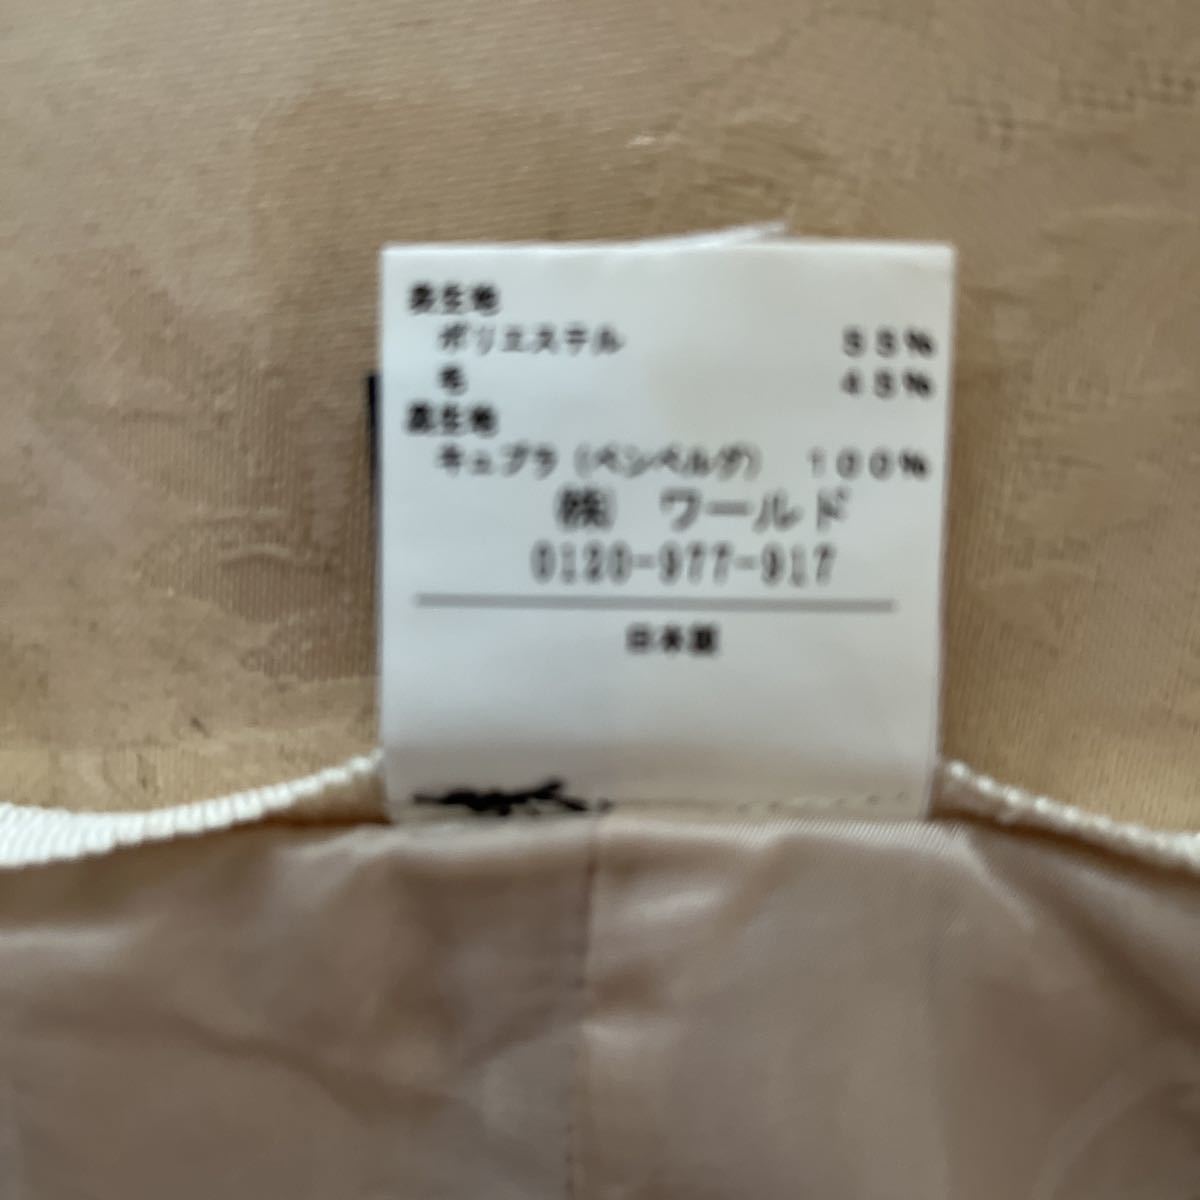 表生地
ポリエステル 55%
毛 45%
裏生地
キュプラ(ベンベルグ) 100%
㈱ ワールド
0120-977-917
日本製